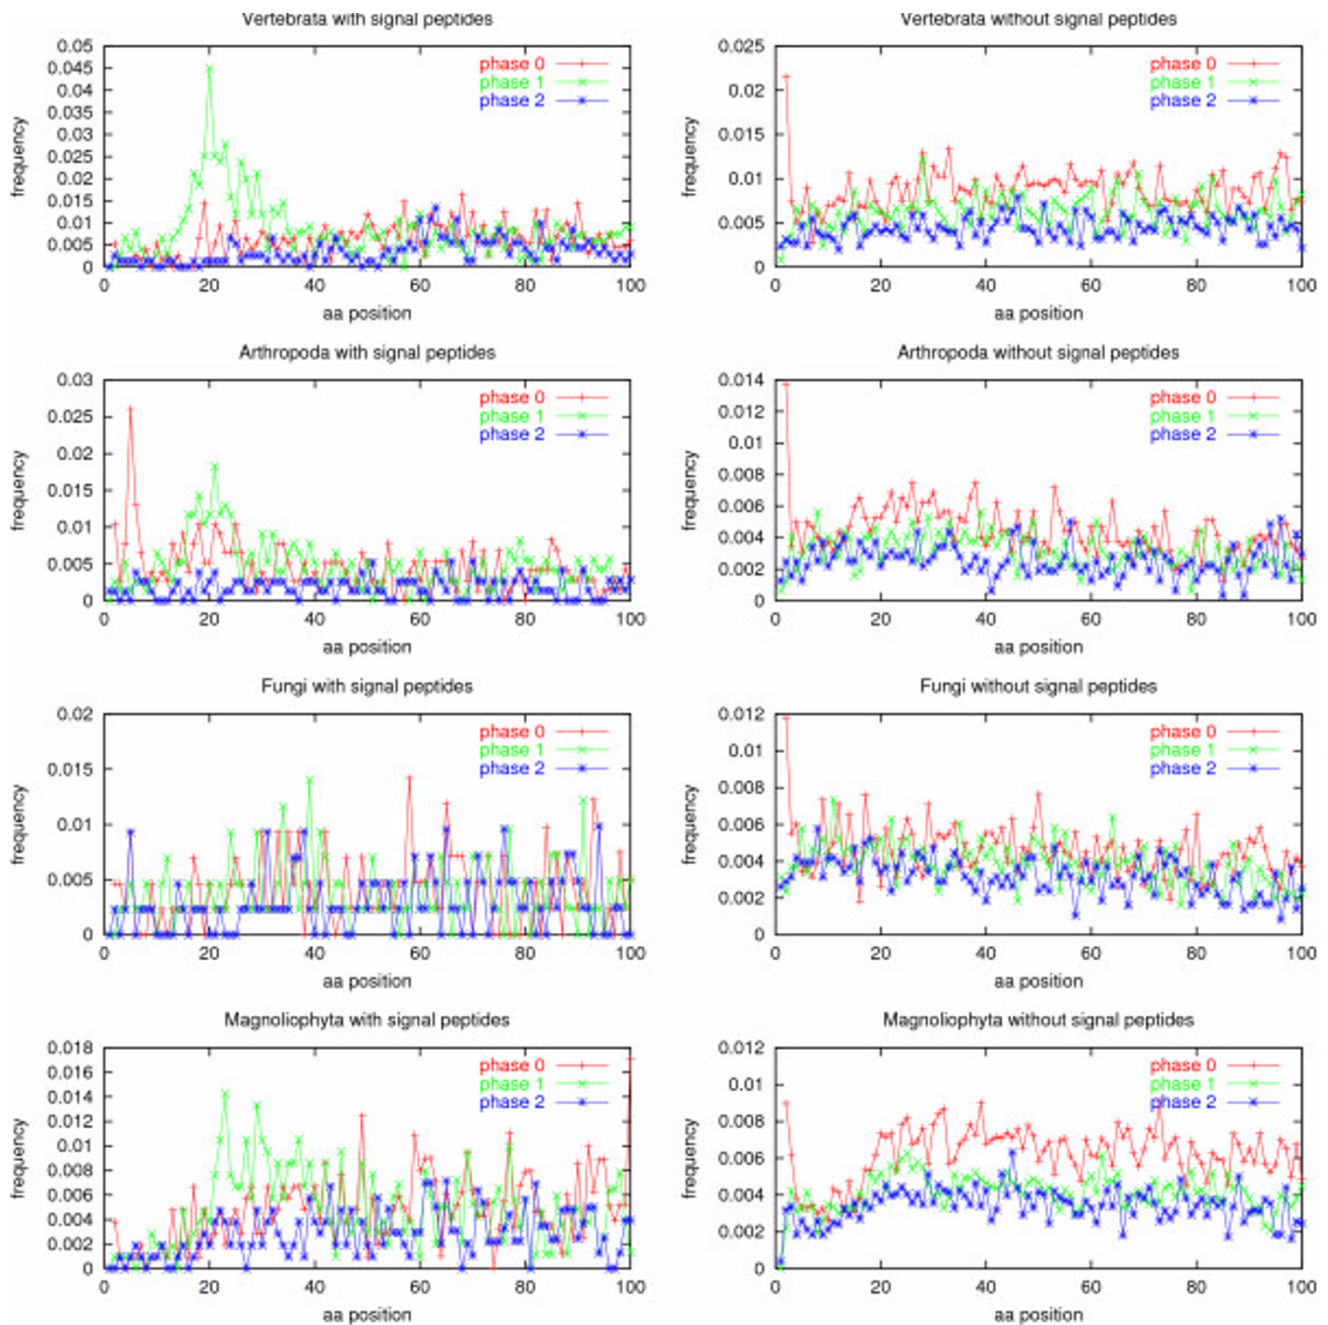 Vertebrata with signal peptides
0.05
0.045
0.04
0.035
0.03
0.025
0.02
0.015
0.01
0.005
0
frequency
phase 0
phase 1
phase 2
0 20 40 60 80 100
aa position
Vertebrata without signal peptides
0.025
0.02
0.015
0.01
0.005
0
frequency
phase 0
phase 1
phase 2
0 20 40 60 80 100
aa position
Arthropoda with signal peptides
0.03
0.025
0.02
0.015
0.01
0.005
0
frequency
phase 0
phase 1
phase 2
0 20 40 60 80 100
aa position
Arthropoda without signal peptides
0.014
0.012
0.01
0.008
0.006
0.004
0.002
0
frequency
phase 0
phase 1
phase 2
0 20 40 60 80 100
aa position
Fungi with signal peptides
0.02
0.015
0.01
0.005
0
frequency
phase 0
phase 1
phase 2
0 20 40 60 80 100
aa position
Fungi without signal peptides
0.012
0.01
0.008
0.006
0.004
0.002
0
frequency
phase 0
phase 1
phase 2
0 20 40 60 80 100
aa position
Magnoliophyta with signal peptides
0.018
0.016
0.014
0.012
0.01
0.008
0.006
0.004
0.002
0
frequency
phase 0
phase 1
phase 2
0 20 40 60 80 100
aa position
Magnoliophyta without signal peptides
0.012
0.01
0.008
0.006
0.004
0.002
0
frequency
phase 0
phase 1
phase 2
0 20 40 60 80 100
aa position